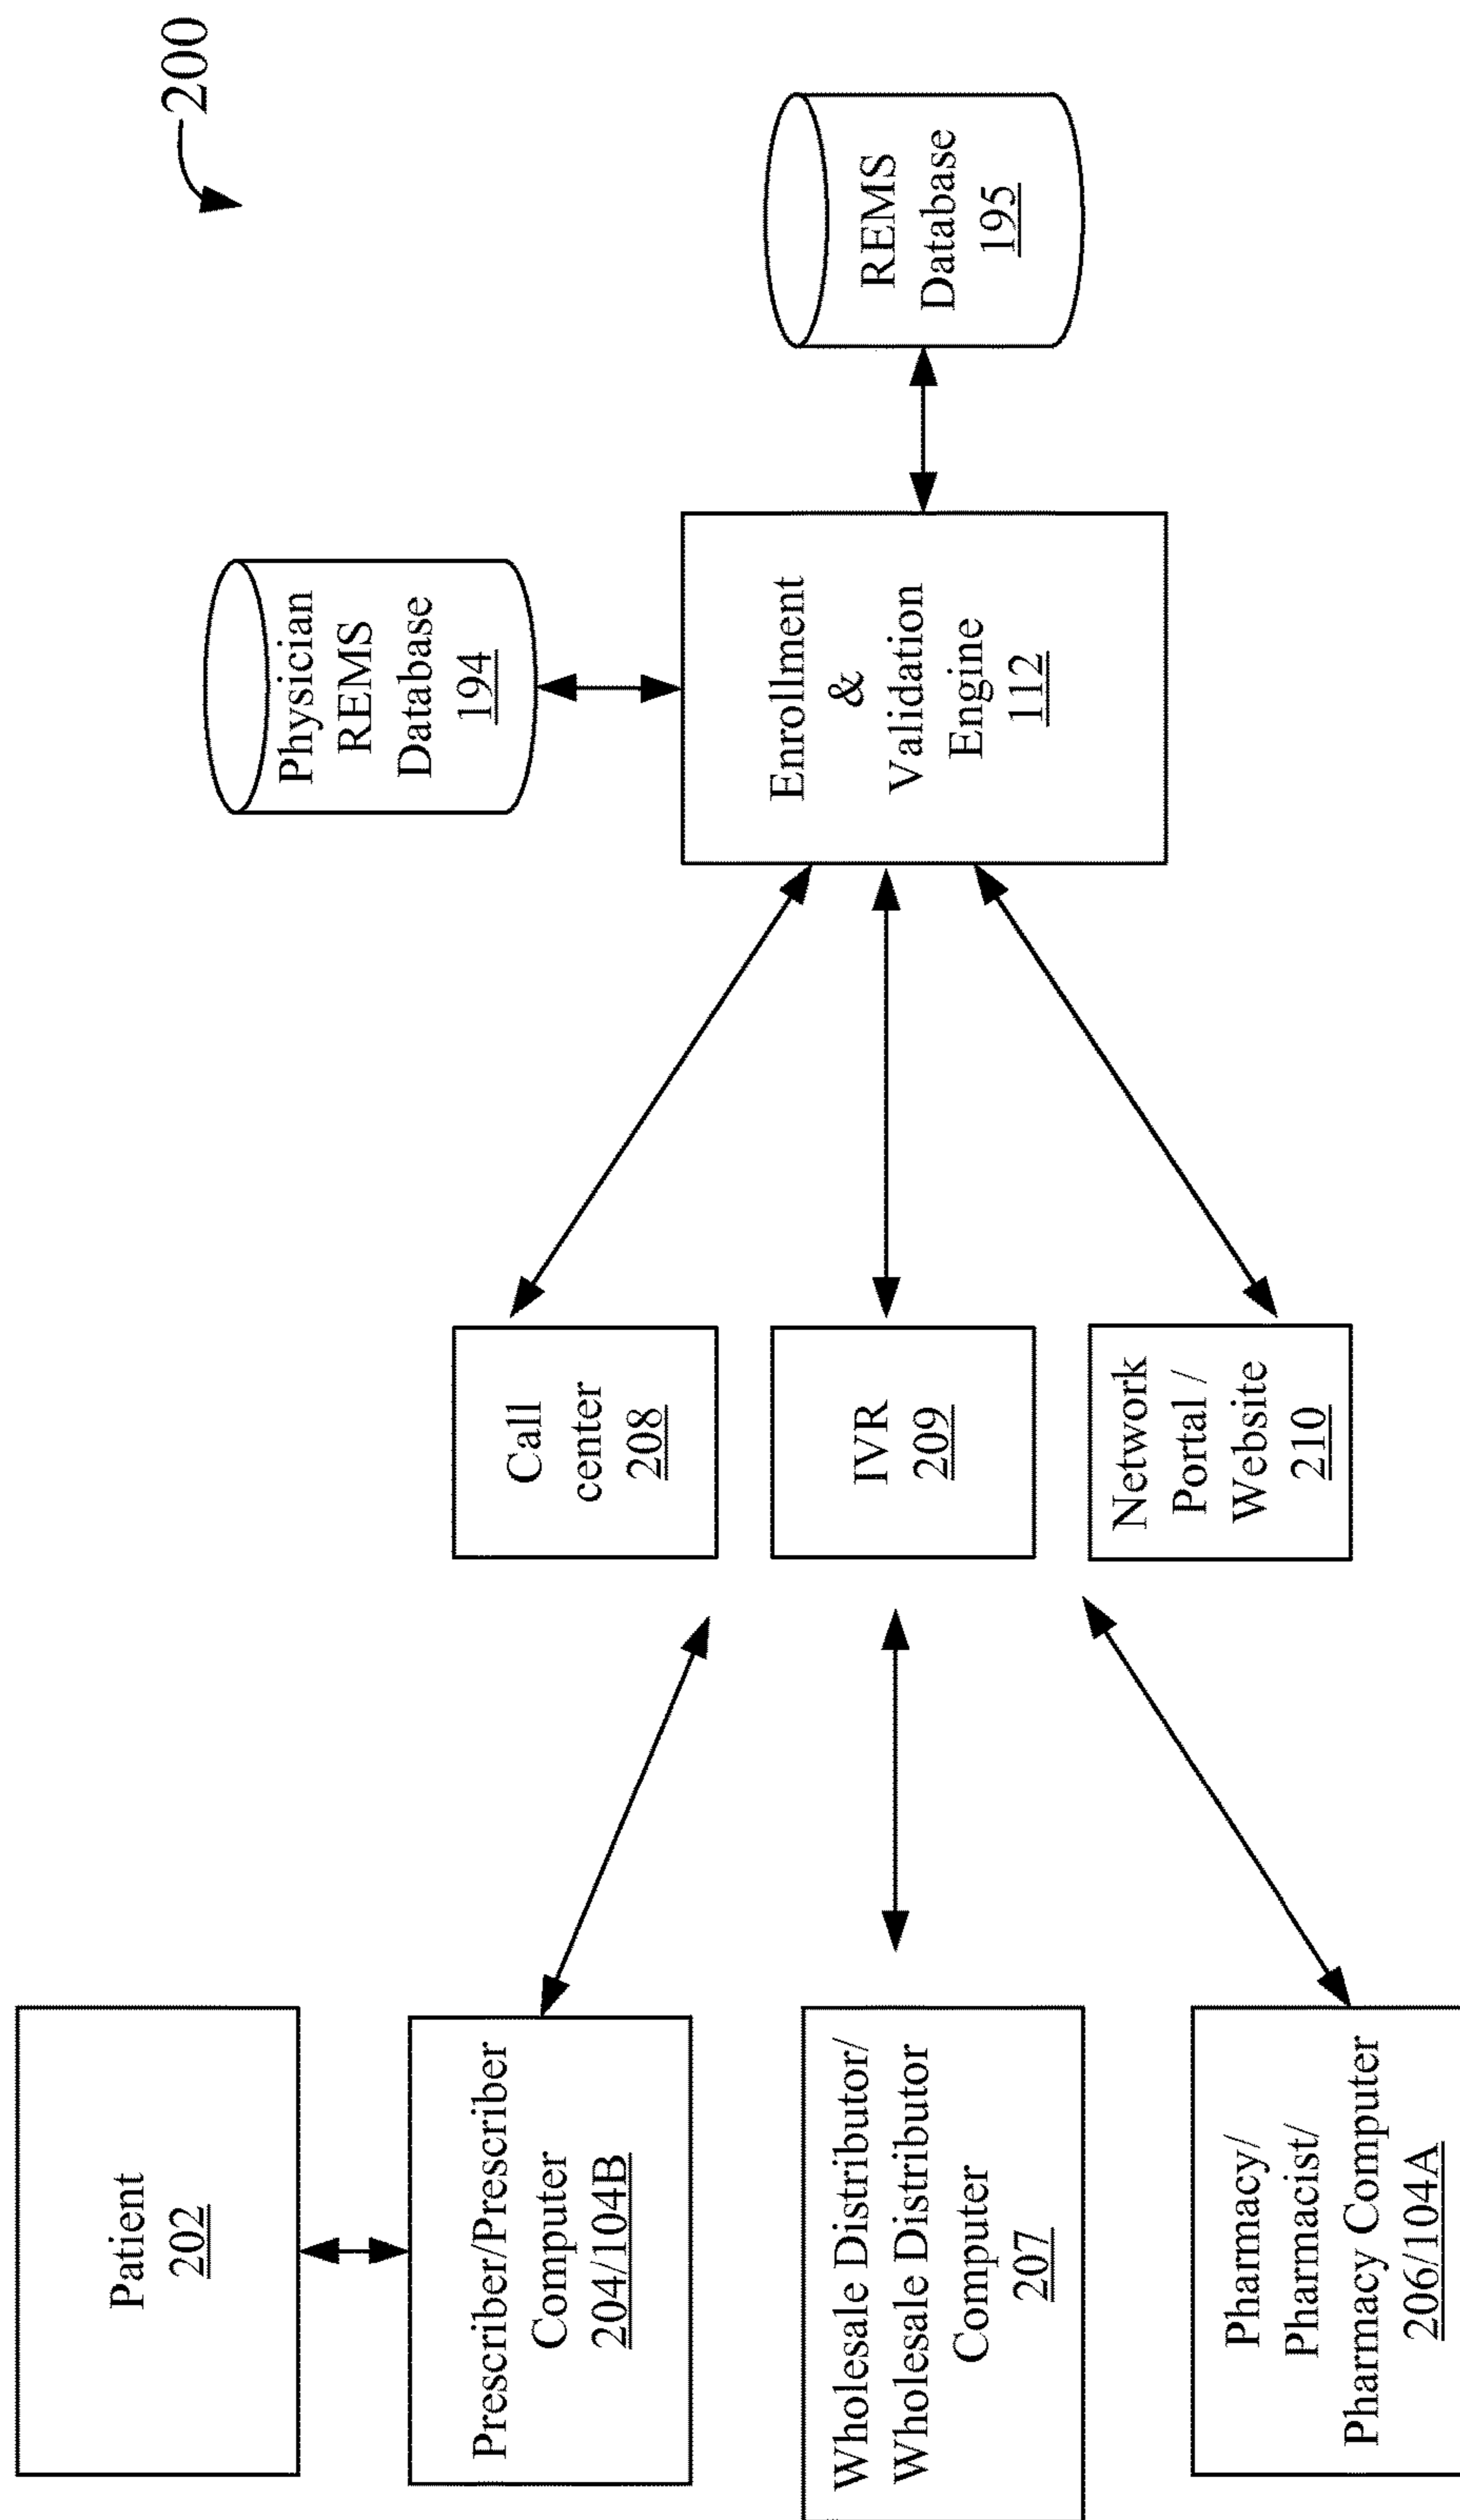 200
Patient
202
Prescriber/Prescriber
Computer
204/104B
Wholesale Distributor/
Wholesale Distributor
Computer
207
Pharmacy/
Pharmacist/
Pharmacy Computer
206/104A
Call
center
208
IVR
209
Network
Portal /
Website
210
Physician
REMS
Database
194
Enrollment
&
Validation
Engine
112
REMS
Database
195